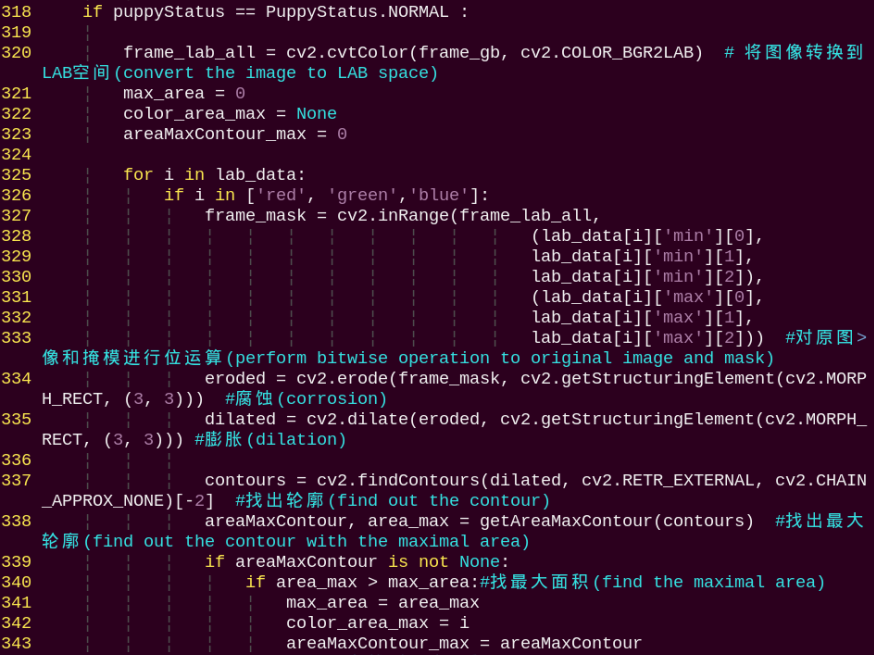 318     if puppyStatus == PuppyStatus.NORMAL :
319
320         frame_lab_all = cv2.cvtColor(frame_gb, cv2.COLOR_BGR2LAB)  # 将图像转换到
LAB空间(convert the image to LAB space)
321         max_area = 0
322         color_area_max = None
323         areaMaxContour_max = 0
324
325         for i in lab_data:
326             if i in ['red', 'green','blue']:
327                 frame_mask = cv2.inRange(frame_lab_all,
328                                                 (lab_data[i]['min'][0],
329                                                 lab_data[i]['min'][1],
330                                                 lab_data[i]['min'][2]),
331                                                 (lab_data[i]['max'][0],
332                                                 lab_data[i]['max'][1],
333                                                 lab_data[i]['max'][2]))  #对原图>
像和掩模进行位运算(perform bitwise operation to original image and mask)
334                 eroded = cv2.erode(frame_mask, cv2.getStructuringElement(cv2.MORP
H_RECT, (3, 3)))  #腐蚀(corrosion)
335                 dilated = cv2.dilate(eroded, cv2.getStructuringElement(cv2.MORPH_
RECT, (3, 3))) #膨胀(dilation)
336
337                 contours = cv2.findContours(dilated, cv2.RETR_EXTERNAL, cv2.CHAIN
_APPROX_NONE)[-2]  #找出轮廓(find out the contour)
338                 areaMaxContour, area_max = getAreaMaxContour(contours)  #找出最大
轮廓(find out the contour with the maximal area)
339                 if areaMaxContour is not None:
340                     if area_max > max_area:#找最大面积(find the maximal area)
341                         max_area = area_max
342                         color_area_max = i
343                         areaMaxContour_max = areaMaxContour